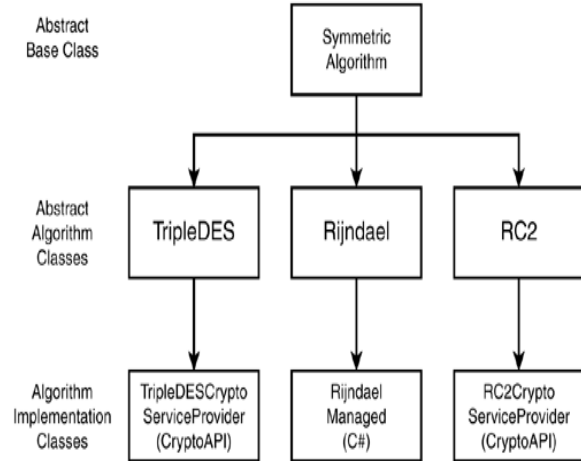 Abstract
Base Class
Symmetric
Algorithm
Abstract
Algorithm
Classes
TripleDES
Rijndael
RC2
Algorithm
Implementation
Classes
TripleDESCrypto
ServiceProvider
(CryptoAPI)
Rijndael
Managed
(C#)
RC2Crypto
ServiceProvider
(CryptoAPI)